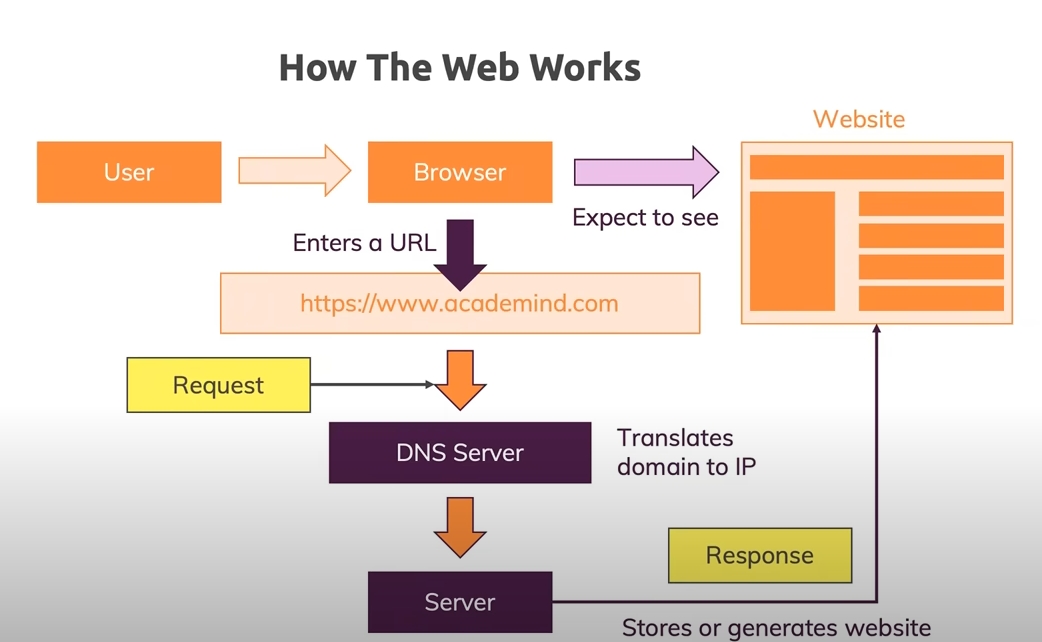 How The Web Works
Website
User
Browser
Expect to see
Enters a URL
https://www.academind.com
Request
DNS Server
Translates
domain to IP
Response
Server
Stores or generates website